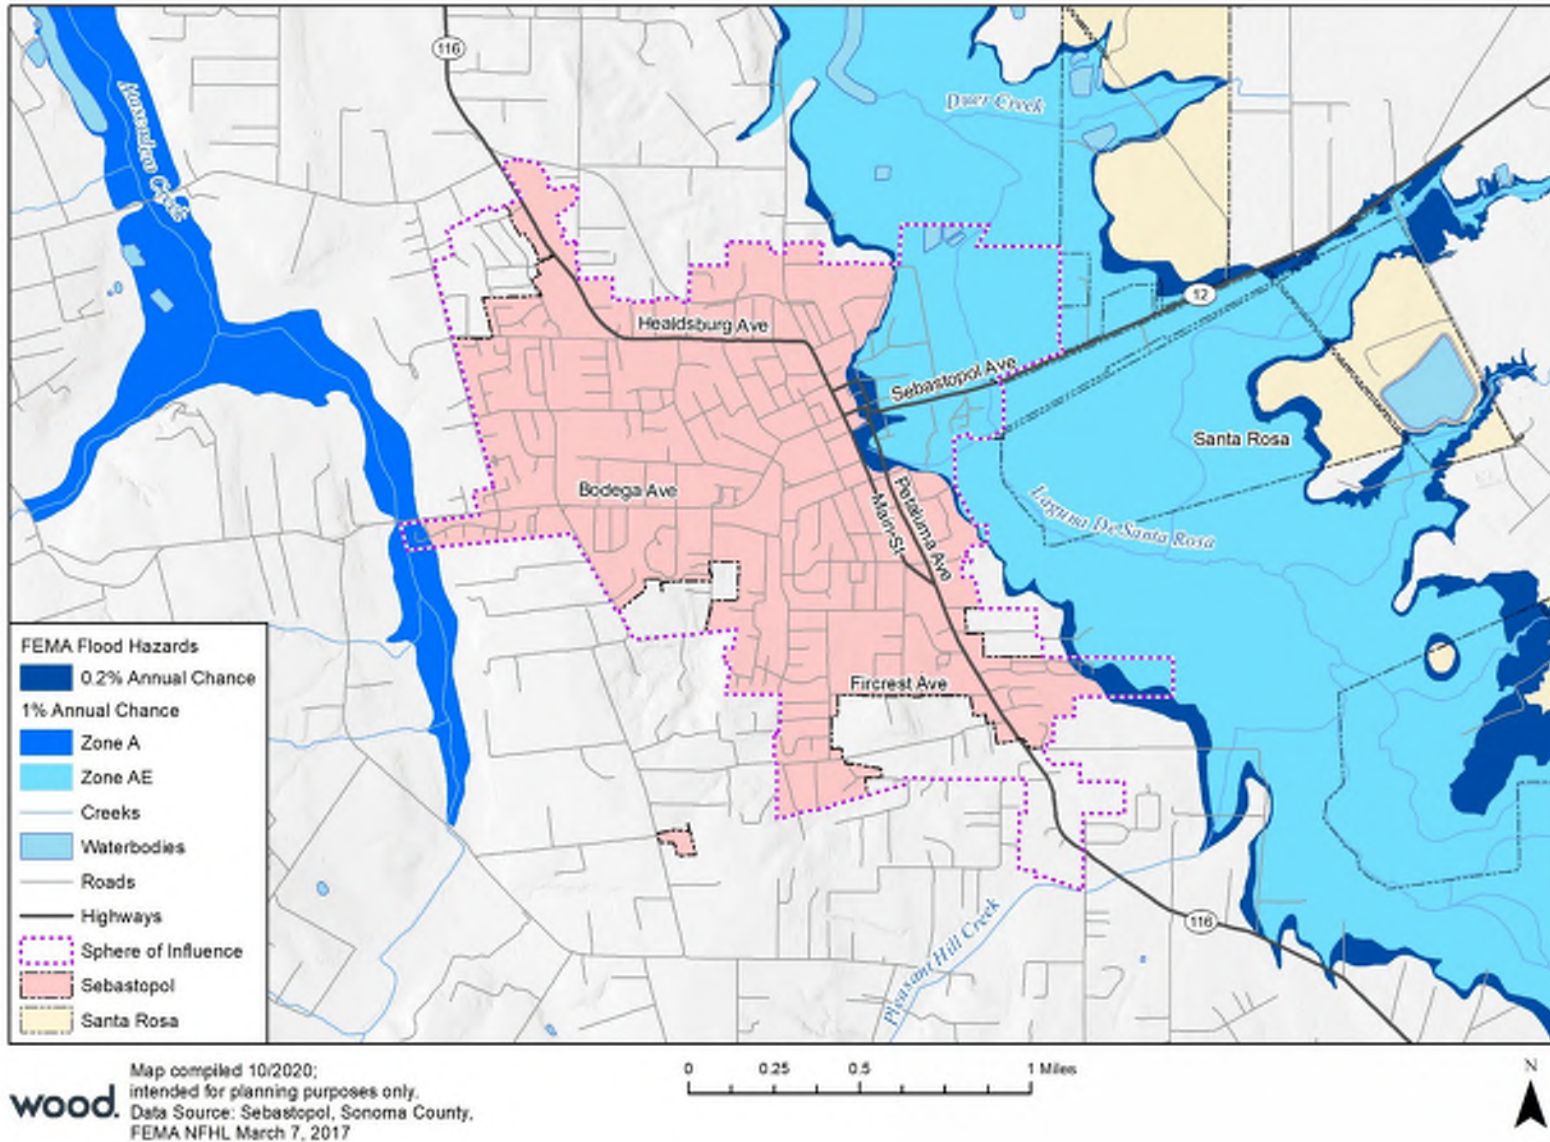 116
Atascadero Creek
Duer Creek
12
Healdsburg Ave
Sebastopol Ave
Santa Rosa
Bodega Ave
Petaluma Ave
Main St
Laguna De Santa Rosa
Fircrest Ave
116
Pleasant Hill Creek
FEMA Flood Hazards
0.2% Annual Chance
1% Annual Chance
Zone A
Zone AE
Creeks
Waterbodies
Roads
Highways
Sphere of Influence
Sebastopol
Santa Rosa
wood.
Map compiled 10/2020;
intended for planning purposes only.
Data Source: Sebastopol, Sonoma County,
FEMA NFHL March 7, 2017
0 0.25 0.5 1 Miles
N